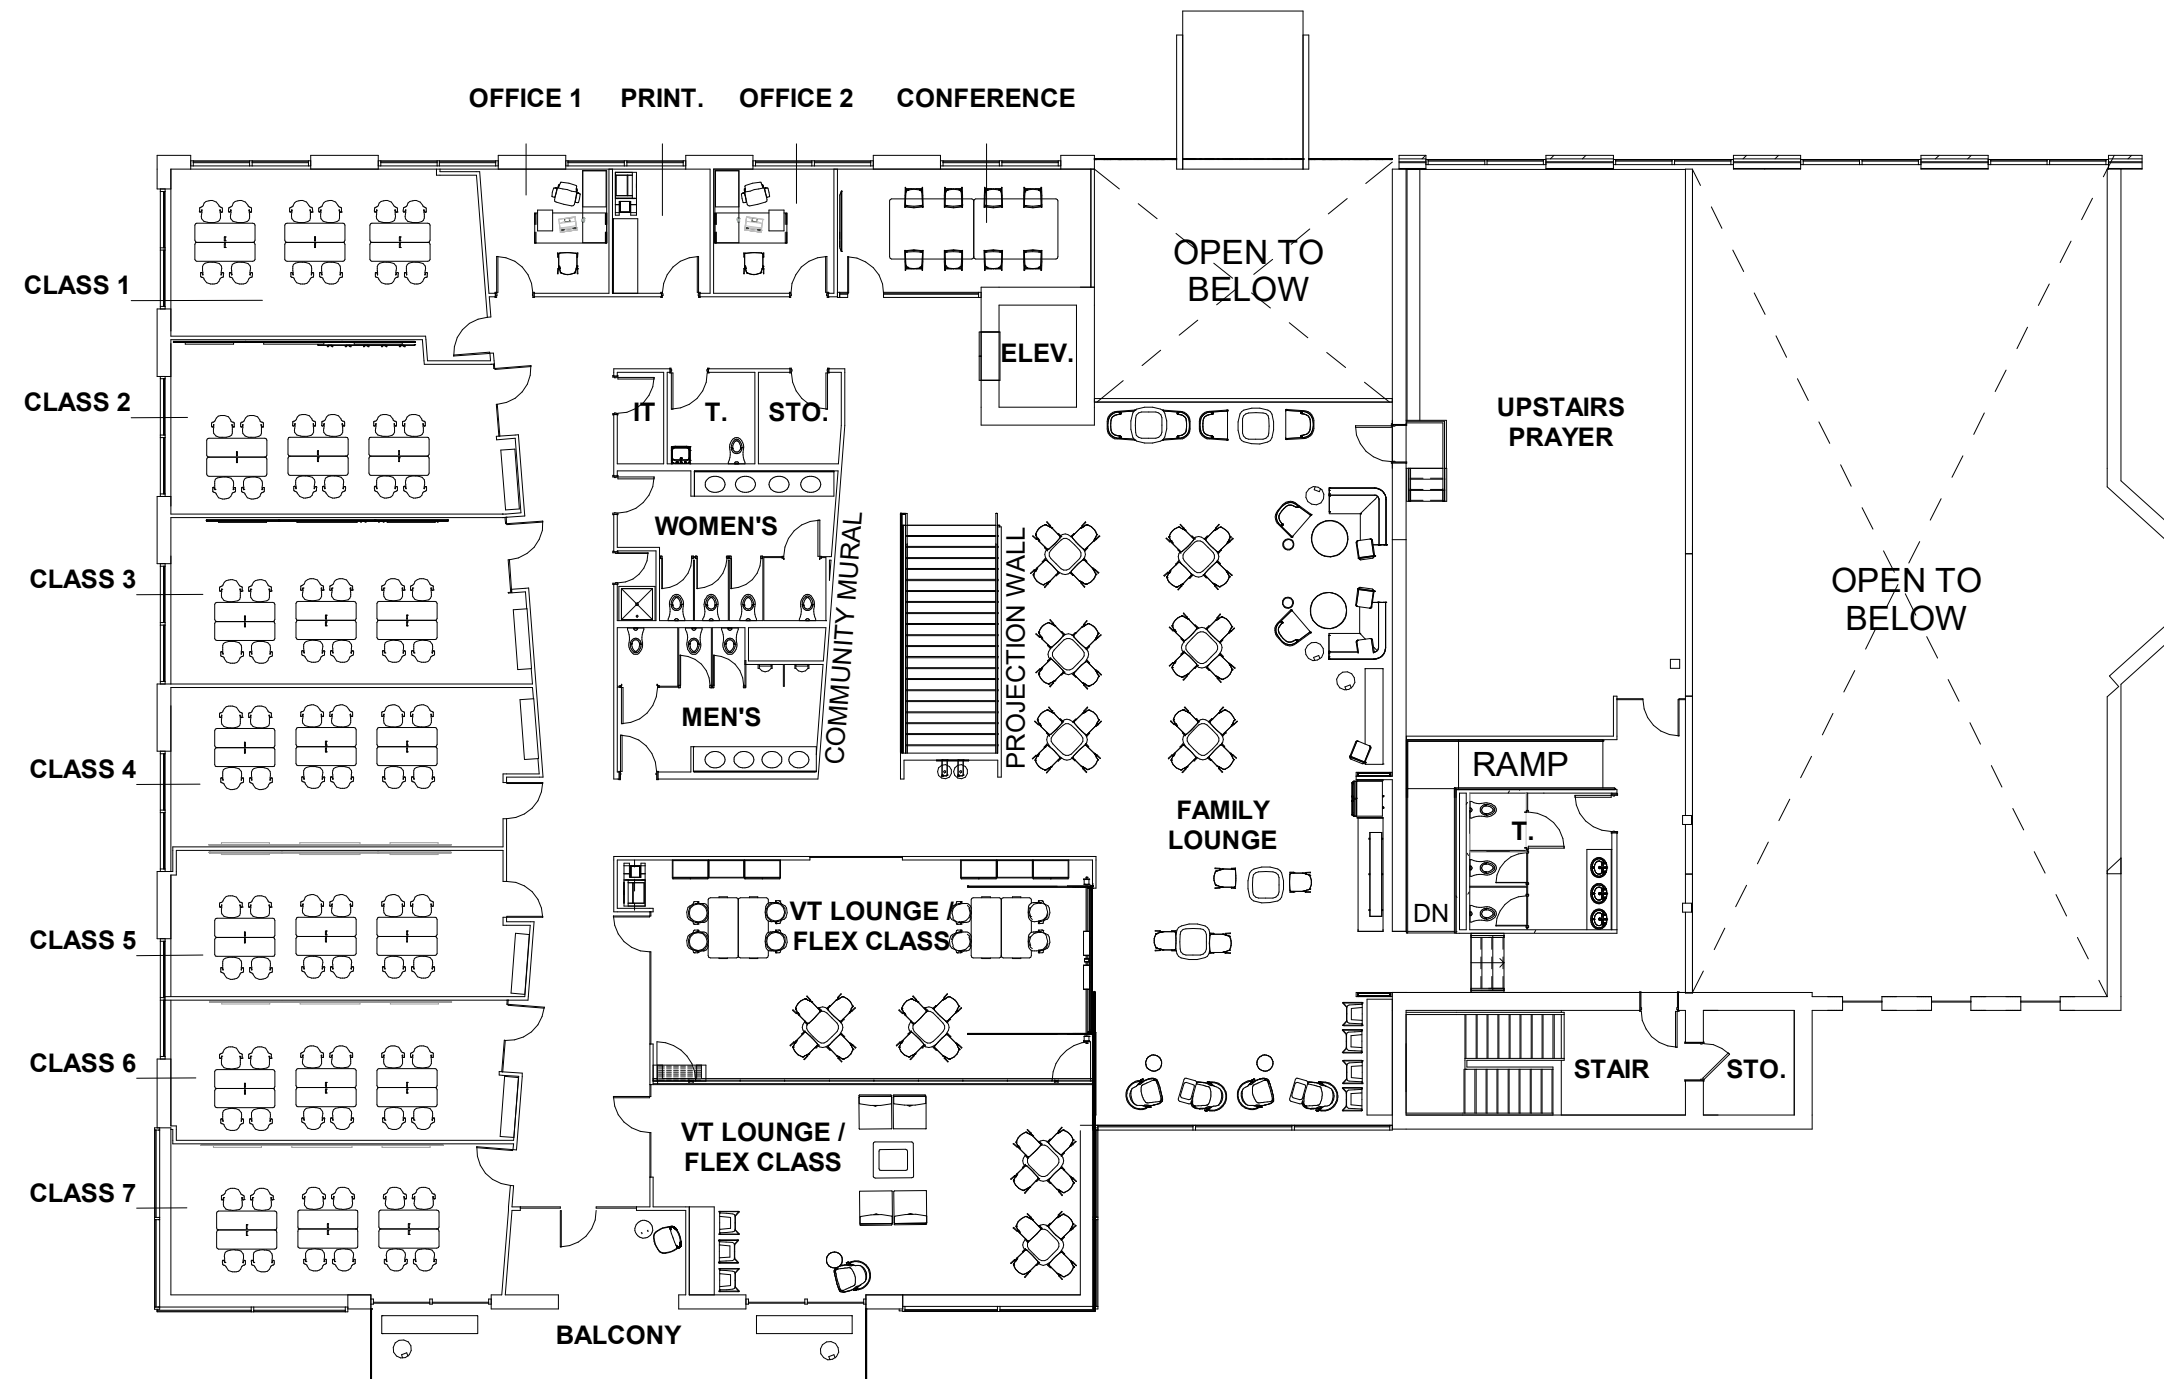 OFFICE 1
PRINT.
OFFICE 2
CONFERENCE
OPEN TO
BELOW
CLASS 1
ELEV.
CLASS 2
IT
T.
STO.
UPSTAIRS
PRAYER
WOMEN'S
COMMUNITY MURAL
PROJECTION WALL
CLASS 3
OPEN TO
BELOW
MEN'S
CLASS 4
RAMP
FAMILY
LOUNGE
T.
VT LOUNGE /
FLEX CLASS
DN
CLASS 5
CLASS 6
STAIR
STO.
VT LOUNGE /
FLEX CLASS
CLASS 7
BALCONY